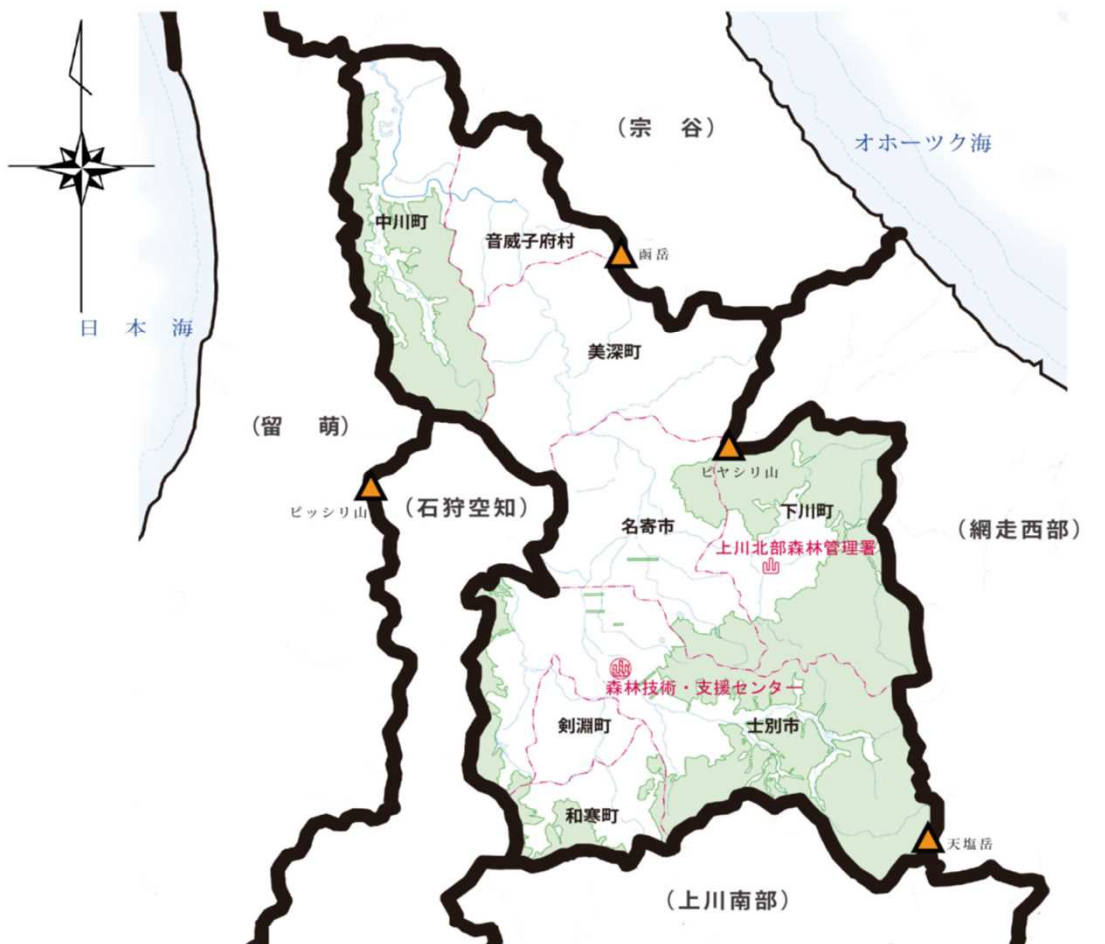 （宗　谷）
オホーツク海
中川町
音威子府村
函岳
日　本　海
美深町
（留　萌）
ピヤシリ山
ピッシリ山
（石狩空知）
下川町
名寄市
（網走西部）
上川北部森林管理署
森林技術・支援センター
剣淵町
士別市
和寒町
天塩岳
（上川南部）